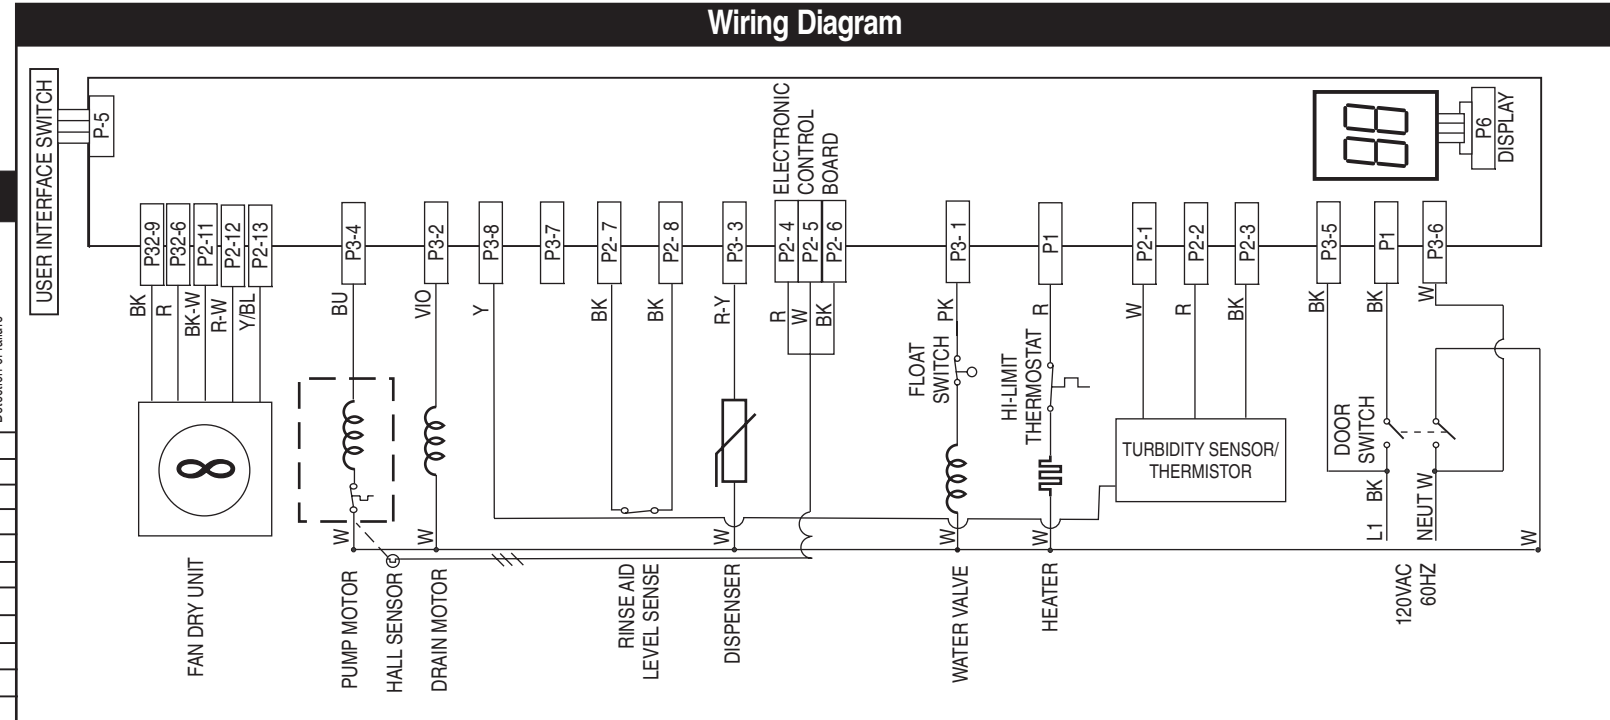 Wiring Diagram
USER INTERFACE SWITCH
P-5
ELECTRONIC
CONTROL
BOARD
P6
DISPLAY
P32-9
P32-6
P2-11
P2-12
P2-13
P3-4
P3-2
P3-8
P3-7
P2- 7
P2- 8
P3- 3
P2- 4
P2- 5
P2- 6
P3- 1
P1
P2-1
P2-2
P2-3
P3-5
P1
P3-6
BK
R
BK-W
R-W
Y/BL
BU
VIO
Y
BK
BK
R-Y
R
W
BK
PK
R
W
R
BK
BK
BK
W
FLOAT
SWITCH
HI-LIMIT
THERMOSTAT
DOOR
SWITCH
TURBIDITY SENSOR/
THERMISTOR
W
W
W
W
W
L1
BK
NEUT W
W
FAN DRY UNIT
PUMP MOTOR
HALL SENSOR
DRAIN MOTOR
RINSE AID
LEVEL SENSE
DISPENSER
WATER VALVE
HEATER
120VAC
60HZ